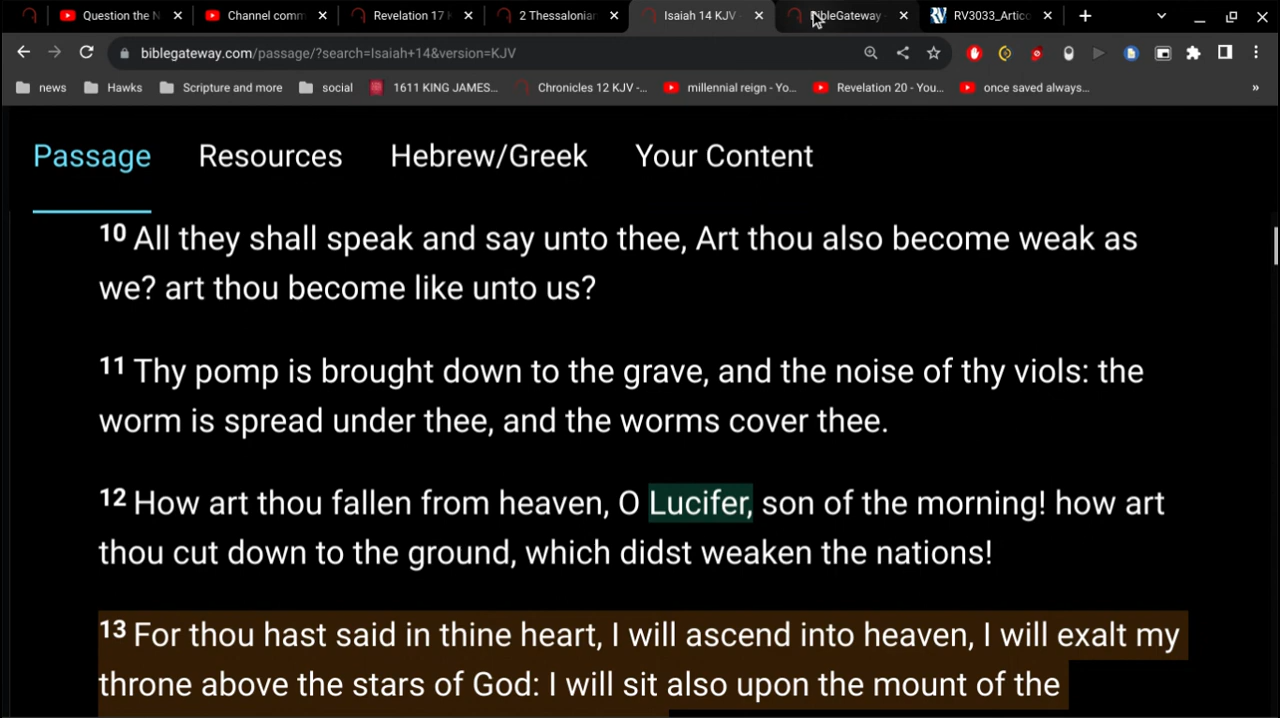 Question the N
Channel comm
Revelation 17 K
2 Thessalonian
Isaiah 14 KJV -
BibleGateway -
RV3033_Artico
biblegateway.com/passage/?search=Isaiah+14&version=KJV
news
Hawks
Scripture and more
social
1611 KING JAMES...
Chronicles 12 KJV -...
millennial reign - Yo...
Revelation 20 - You...
once saved always...
»
Passage
Resources
Hebrew/Greek
Your Content
10 All they shall speak and say unto thee, Art thou also become weak as
we? art thou become like unto us?
11 Thy pomp is brought down to the grave, and the noise of thy viols: the
worm is spread under thee, and the worms cover thee.
12 How art thou fallen from heaven, O Lucifer, son of the morning! how art
thou cut down to the ground, which didst weaken the nations!
13 For thou hast said in thine heart, I will ascend into heaven, I will exalt my
throne above the stars of God: I will sit also upon the mount of the